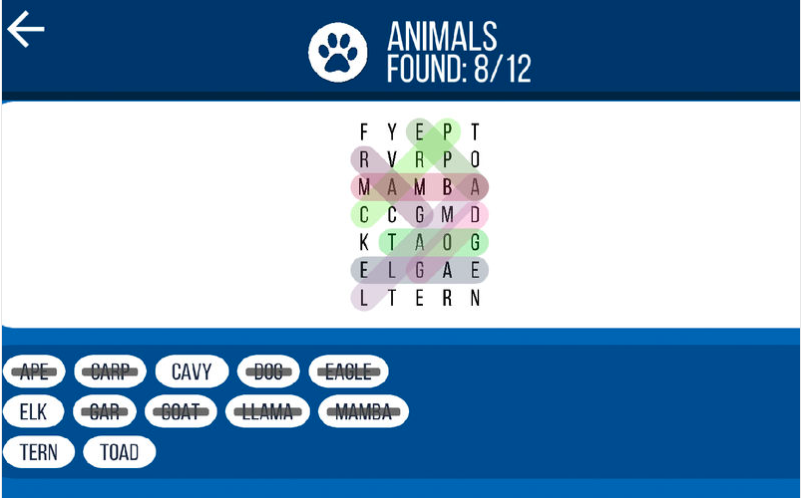 ANIMALS
FOUND: 8/12
F Y E P T
R V R P O
M A M B A
C C G M D
K T A O G
E L G A E
L T E R N
APE CARP CAVY DOG EAGLE
ELK GAR GOAT LLAMA MAMBA
TERN TOAD